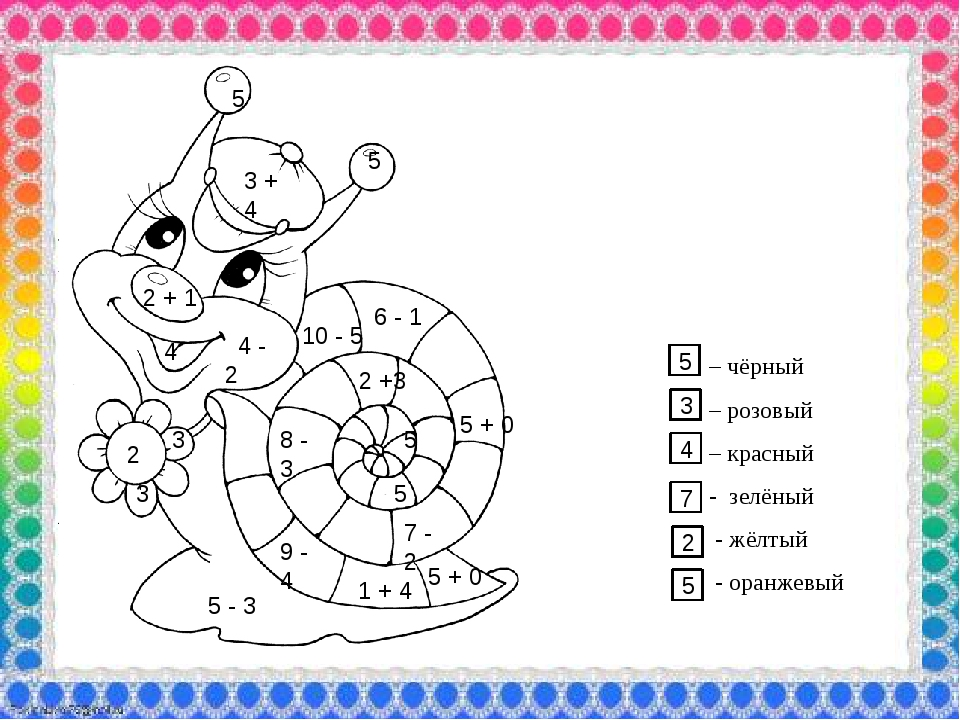 5
5
3 +
4
2 + 1
4
4 -
2
10 - 5
6 - 1
2 +3
5 + 0
8 -
3
5
5
3
2
3
7 -
2
9 -
4
1 + 4
5 + 0
5 - 3
5 – чёрный
3 – розовый
4 – красный
7 - зелёный
2 - жёлтый
5 - оранжевый